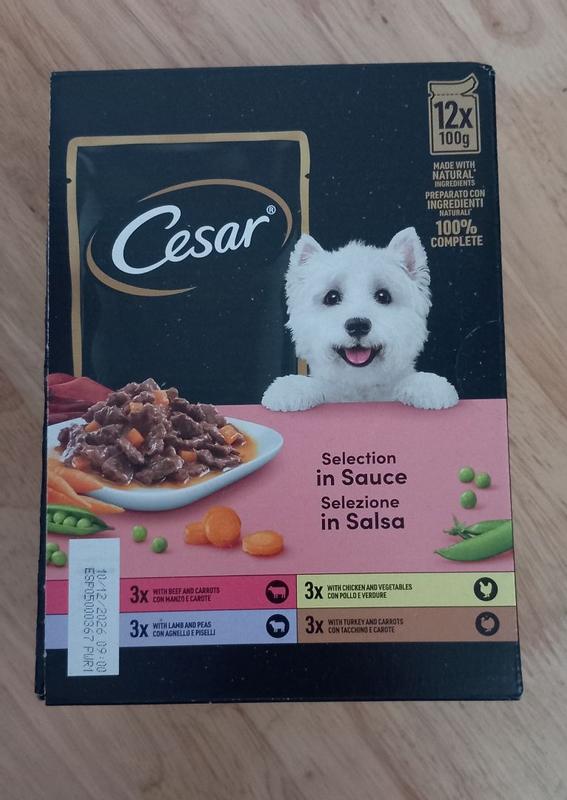 12x
100g
MADE WITH
NATURAL*
INGREDIENTS
PREPARATO CON
INGREDIENTI
NATURALI*
100%
COMPLETE
Cesar®
Selection
in Sauce
Selezione
in Salsa
3x WITH BEEF AND CARROTS
CON MANZO E CAROTE
3x WITH CHICKEN AND VEGETABLES
CON POLLO E VERDURE
3x WITH LAMB AND PEAS
CON AGNELLO E PISELLI
3x WITH TURKEY AND CARROTS
CON TACCHINO E CAROTE
10/12/2026 09:00
ESF05000367 PWR1